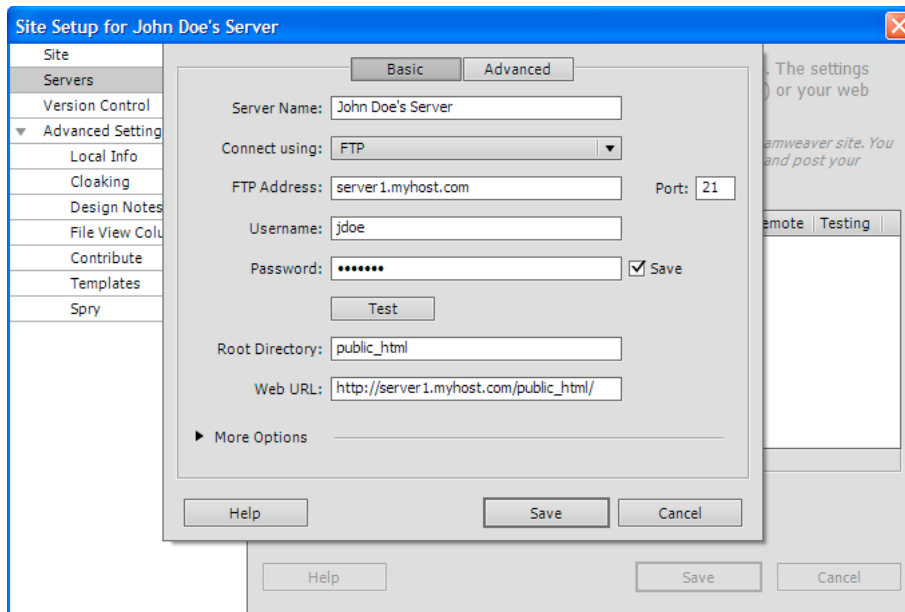 Site Setup for John Doe's Server
Site
Servers
Version Control
Advanced Setting
Local Info
Cloaking
Design Notes
File View Colu
Contribute
Templates
Spry
Basic
Advanced
Server Name: John Doe's Server
Connect using: FTP
FTP Address: server1.myhost.com Port: 21
Username: jdoe
Password: ••••••• Save
Test
Root Directory: public_html
Web URL: http://server1.myhost.com/public_html/
More Options
Help Save Cancel
. The settings
) or your web
amweaver site. You
and post your
emote Testing
Help Save Cancel